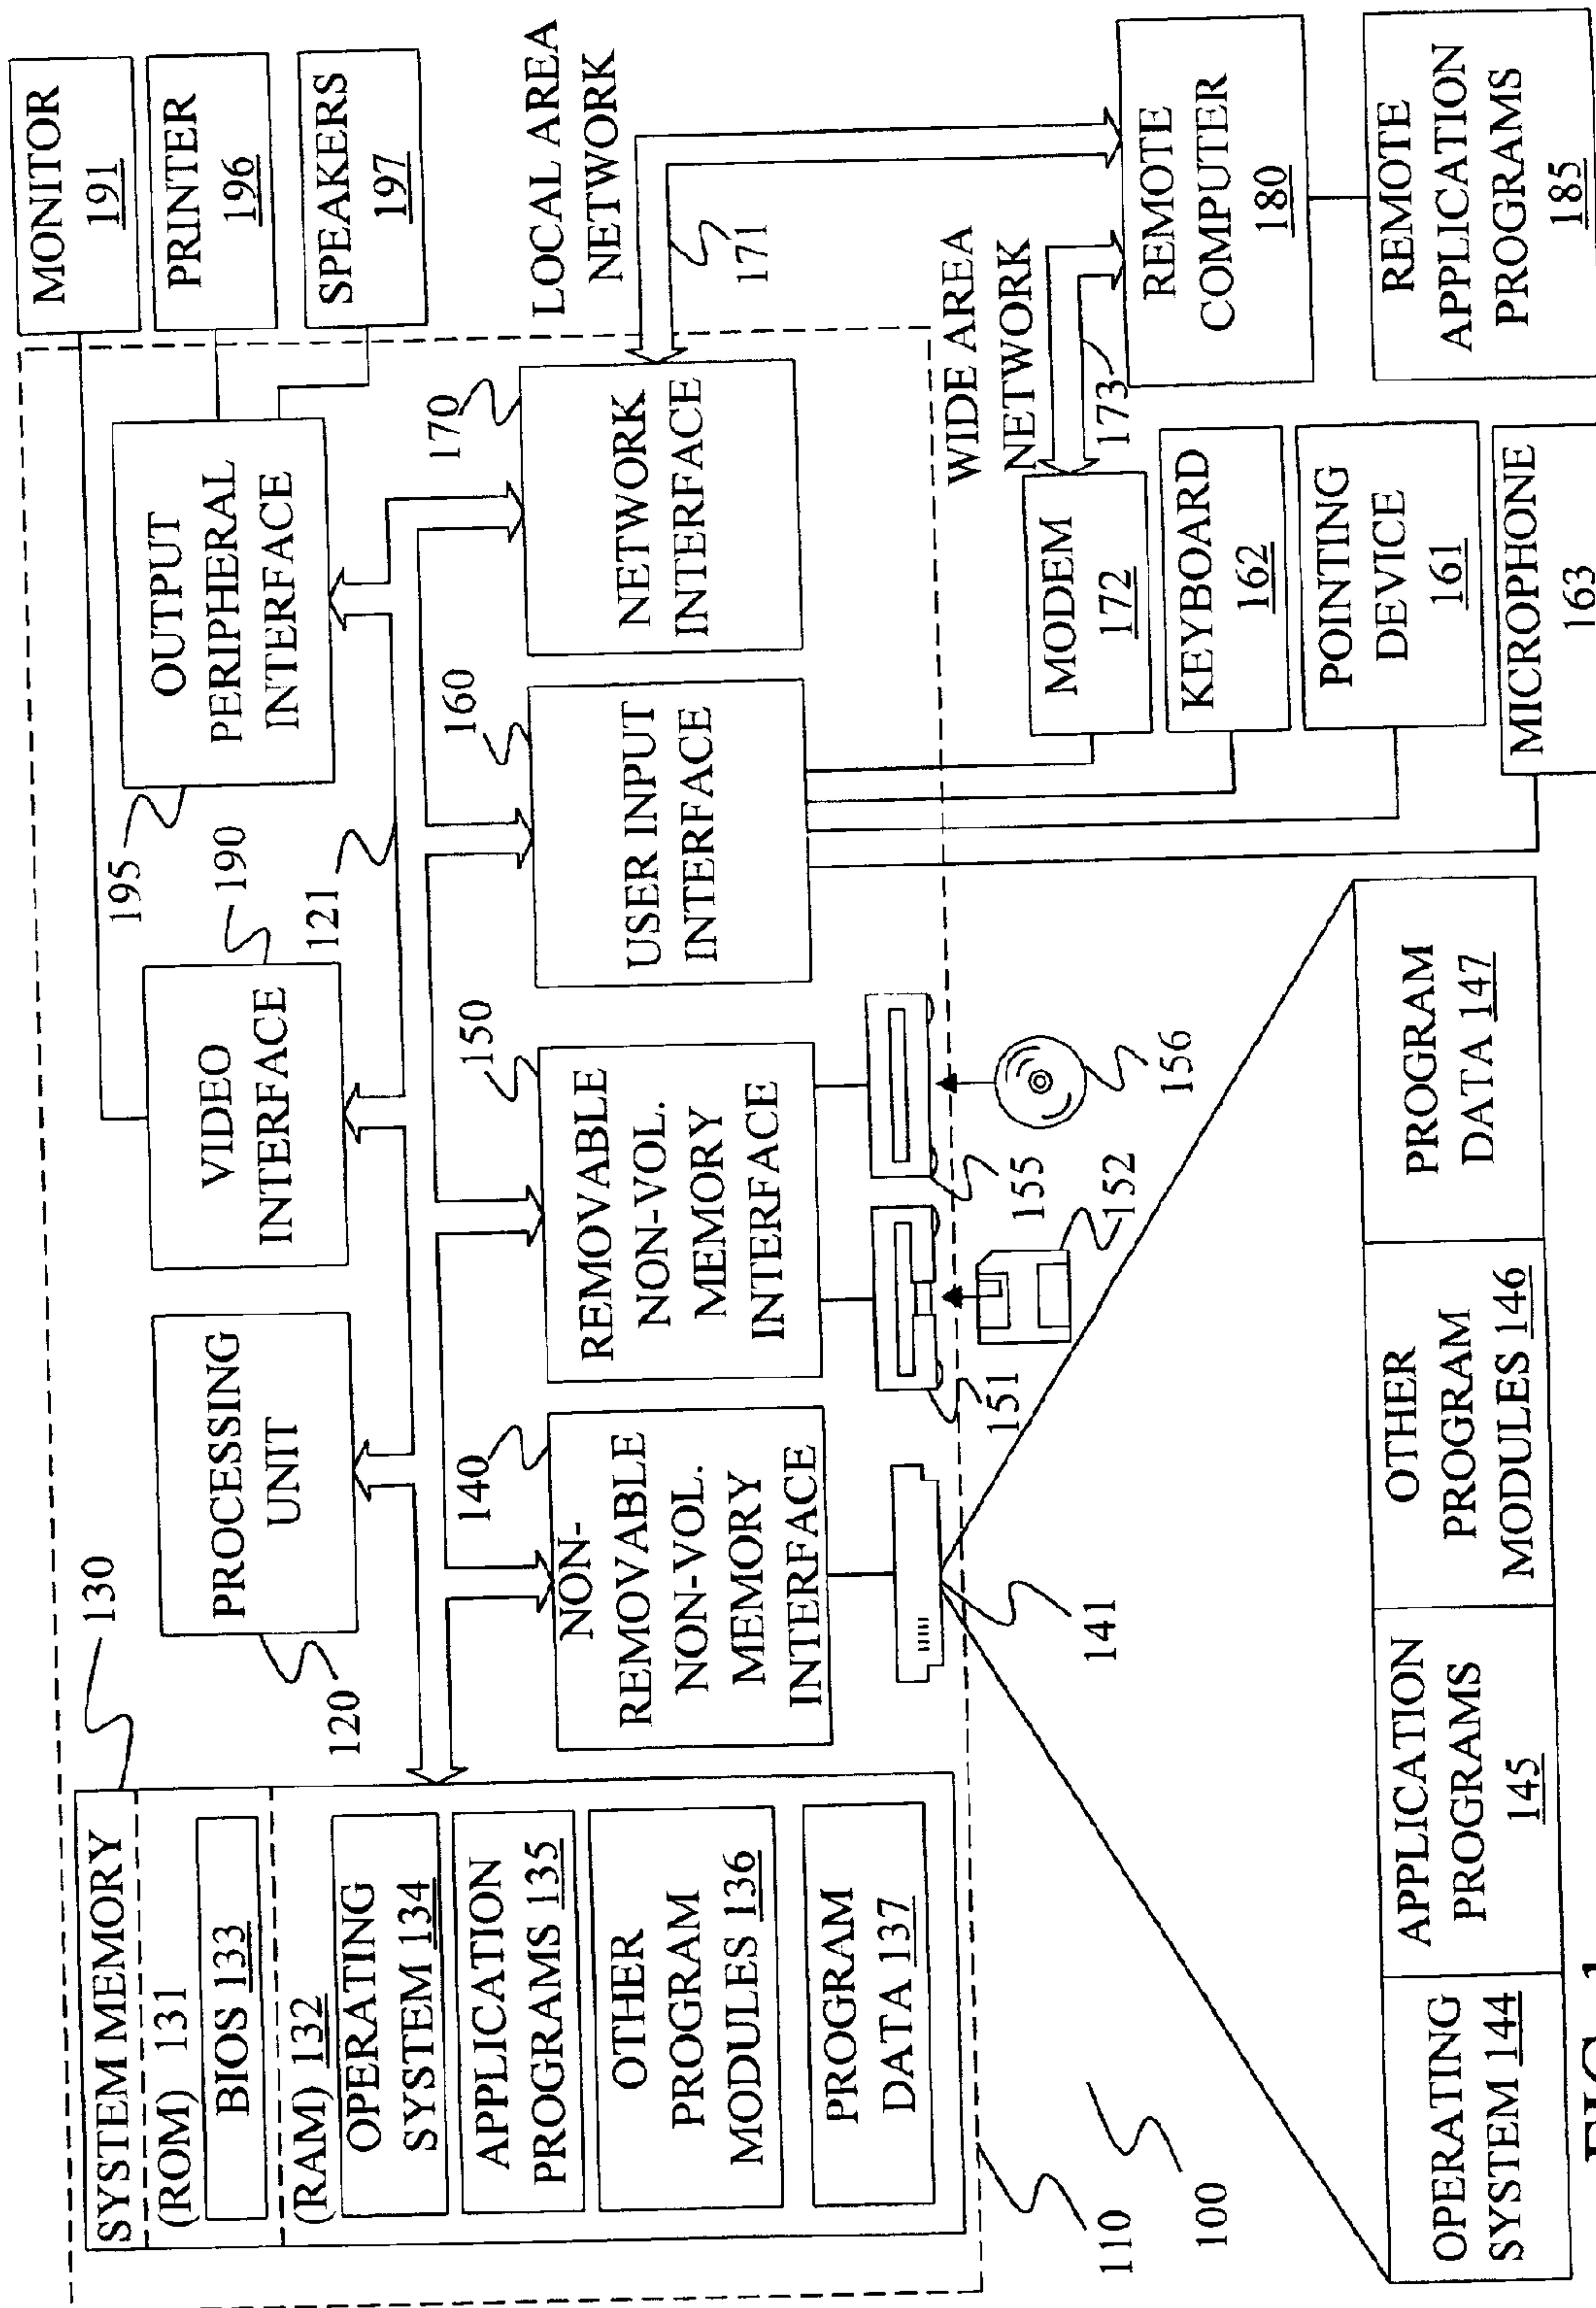 SYSTEM MEMORY
(ROM) 131
BIOS 133
(RAM) 132
OPERATING
SYSTEM 134
APPLICATION
PROGRAMS 135
OTHER
PROGRAM
MODULES 136
PROGRAM
DATA 137
130
120
PROCESSING
UNIT
VIDEO
INTERFACE
190
195
121
OUTPUT
PERIPHERAL
INTERFACE
MONITOR
191
PRINTER
196
SPEAKERS
197
140
NON-
REMOVABLE
NON-VOL.
MEMORY
INTERFACE
150
REMOVABLE
NON-VOL.
MEMORY
INTERFACE
160
USER INPUT
INTERFACE
170
NETWORK
INTERFACE
LOCAL AREA
NETWORK
171
110
100
141
151
152
155
156
WIDE AREA
NETWORK
173
MODEM
172
KEYBOARD
162
POINTING
DEVICE
161
MICROPHONE
163
REMOTE
COMPUTER
180
REMOTE
APPLICATION
PROGRAMS
185
OPERATING
SYSTEM 144
APPLICATION
PROGRAMS
145
OTHER
PROGRAM
MODULES 146
PROGRAM
DATA 147